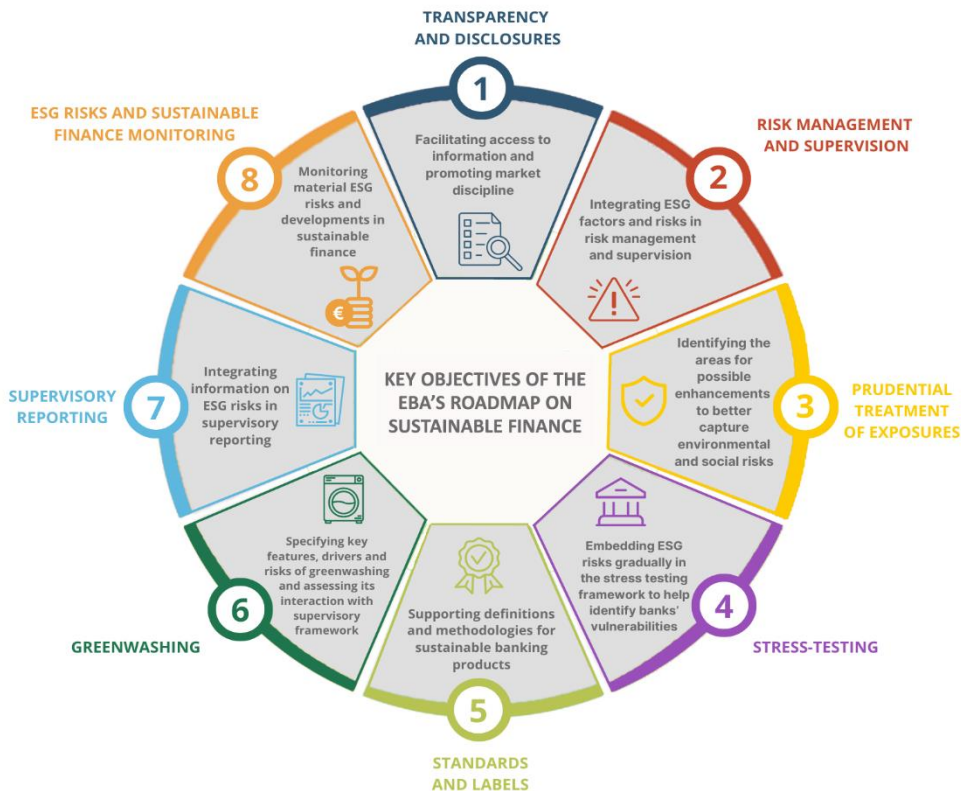 TRANSPARENCY
AND DISCLOSURES
1
Facilitating access to
information and
promoting market
discipline
RISK MANAGEMENT
AND SUPERVISION
2
Integrating ESG
factors and risks in
risk management
and supervision
PRUDENTIAL
TREATMENT
OF EXPOSURES
3
Identifying the
areas for
possible
enhancements
to better
capture
environmental
and social risks
STRESS-TESTING
4
Embedding ESG
risks gradually in
the stress testing
framework to help
identify banks'
vulnerabilities
STANDARDS
AND LABELS
5
Supporting definitions
and methodologies for
sustainable banking
products
GREENWASHING
6
Specifying key
features, drivers and
risks of greenwashing
and assessing its
interaction with
supervisory
framework
SUPERVISORY
REPORTING
7
Integrating
information on
ESG risks in
supervisory
reporting
ESG RISKS AND SUSTAINABLE
FINANCE MONITORING
8
Monitoring
material ESG
risks and
developments in
sustainable
finance
€
KEY OBJECTIVES OF THE
EBA'S ROADMAP ON
SUSTAINABLE FINANCE